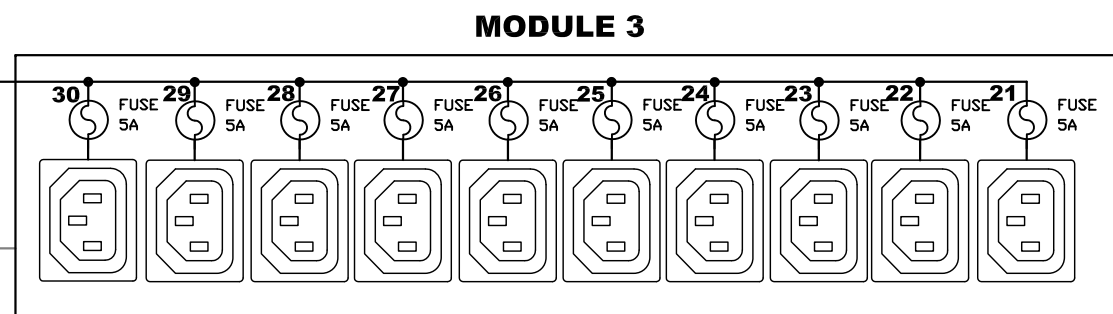 MODULE 3
30 29 28 27 26 25 24 23 22 21
FUSE FUSE FUSE FUSE FUSE FUSE FUSE FUSE FUSE FUSE
5A 5A 5A 5A 5A 5A 5A 5A 5A 5A